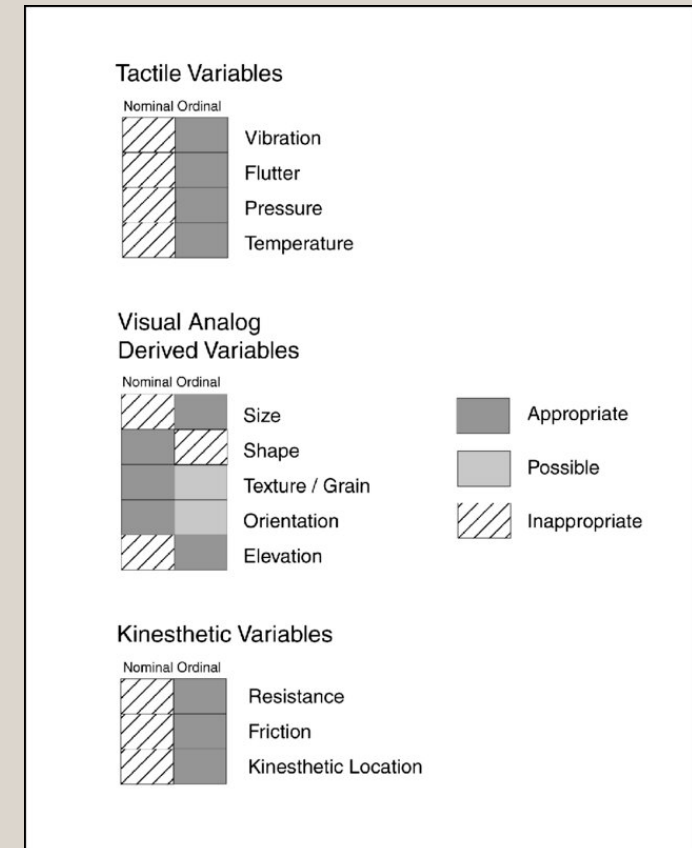 Tactile Variables
Nominal Ordinal
Vibration
Flutter
Pressure
Temperature
Visual Analog
Derived Variables
Nominal Ordinal
Size
Shape
Texture / Grain
Orientation
Elevation
Appropriate
Possible
Inappropriate
Kinesthetic Variables
Nominal Ordinal
Resistance
Friction
Kinesthetic Location